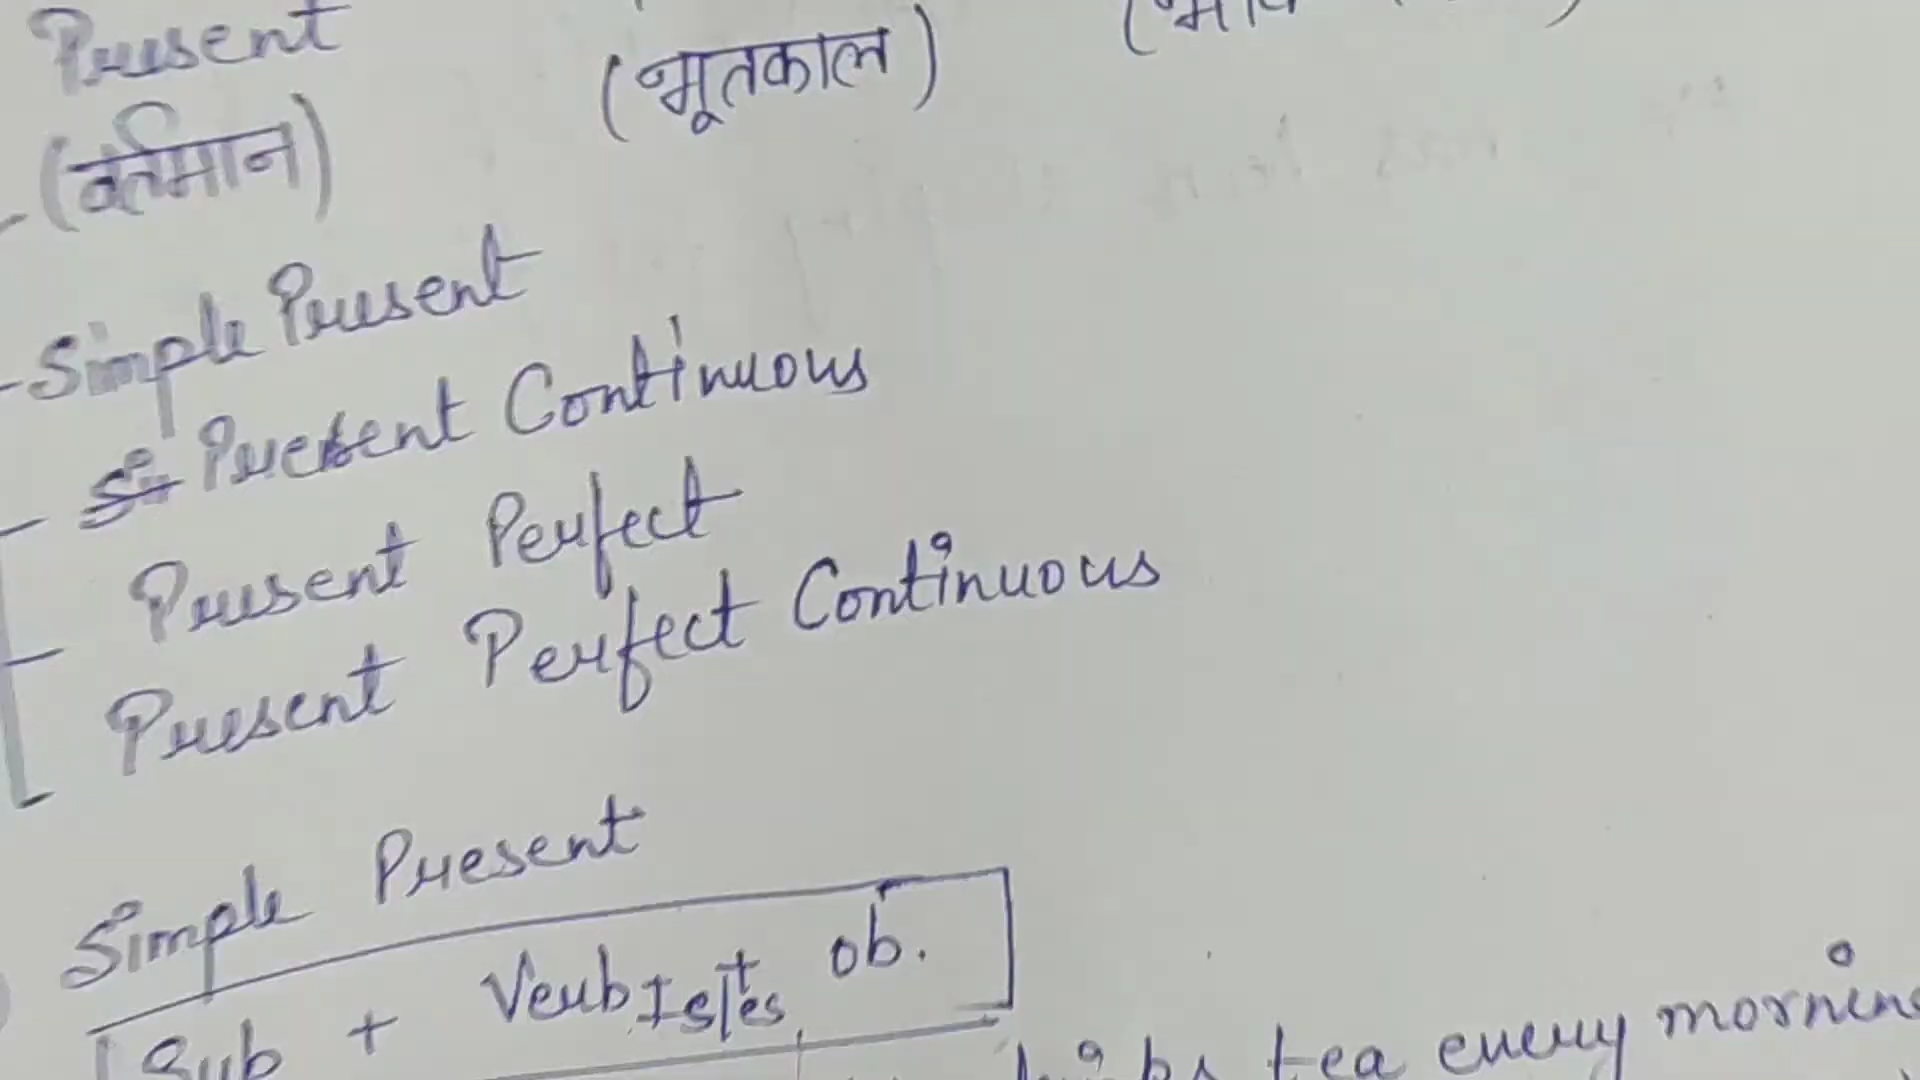 Present (भूतकाल)
(वर्तमान)
Simple Present
Present Continuous
Present Perfect
Present Perfect Continuous
Simple Present
Sub + Verb I s/es + ob.
tea every morning